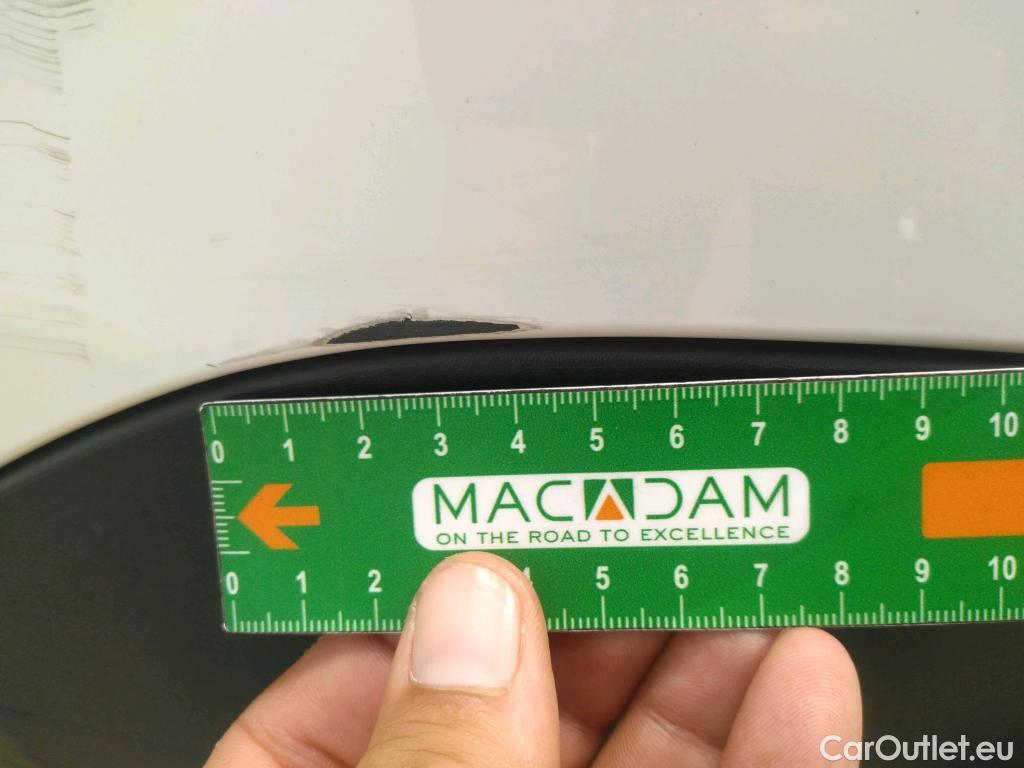 0 1 2 3 4 5 6 7 8 9 10
MACADAM
ON THE ROAD TO EXCELLENCE
0 1 2 4 5 6 7 8 9 10
CarOutlet.eu